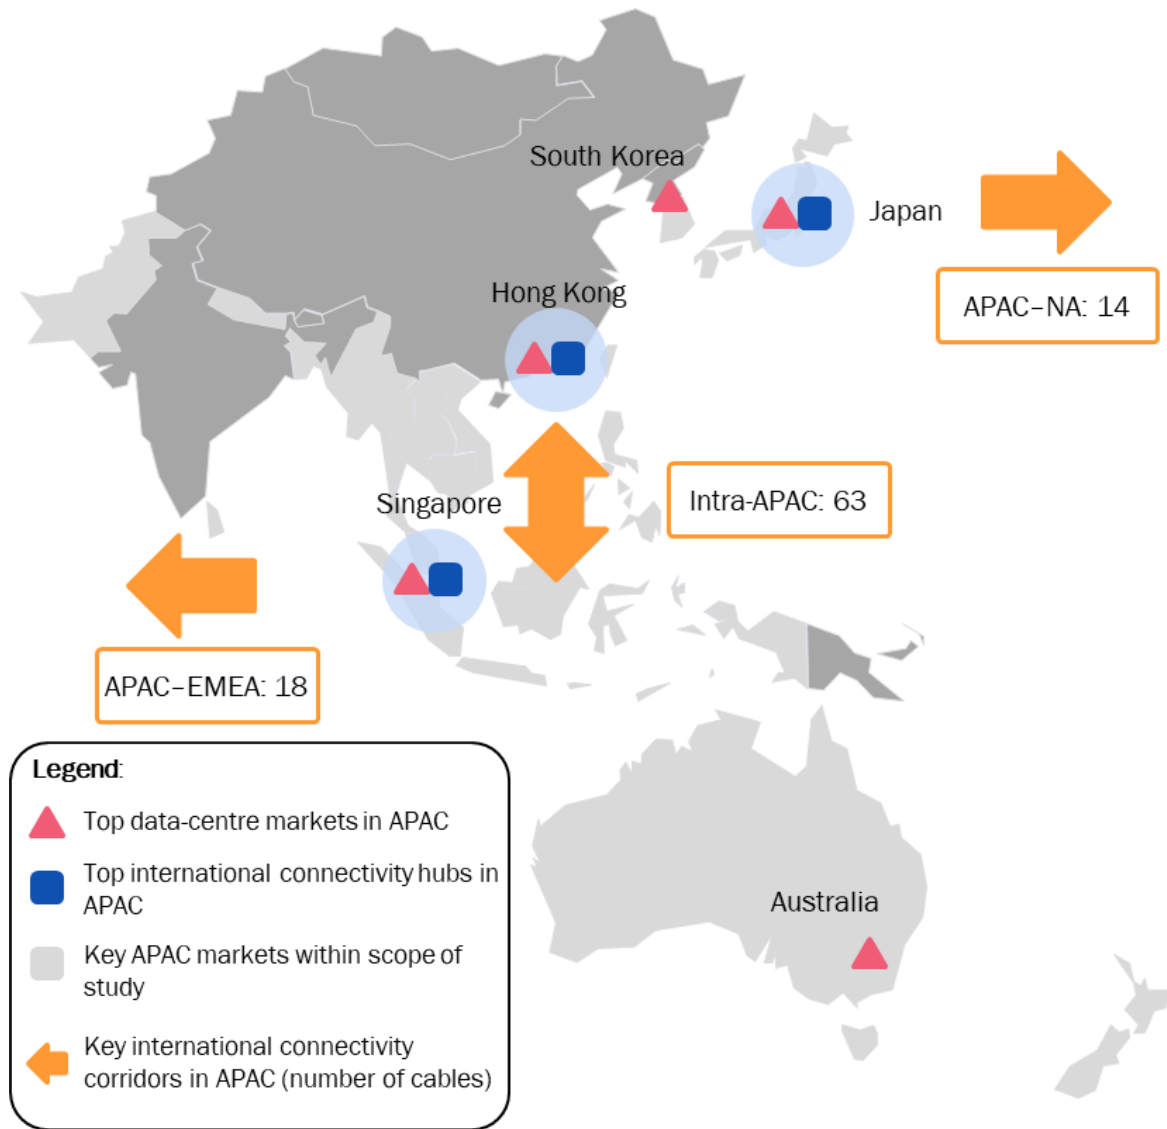 South Korea
Japan
APAC–NA: 14
Hong Kong
Singapore
Intra-APAC: 63
APAC–EMEA: 18
Australia
Legend:
Top data-centre markets in APAC
Top international connectivity hubs in
APAC
Key APAC markets within scope of
study
Key international connectivity
corridors in APAC (number of cables)